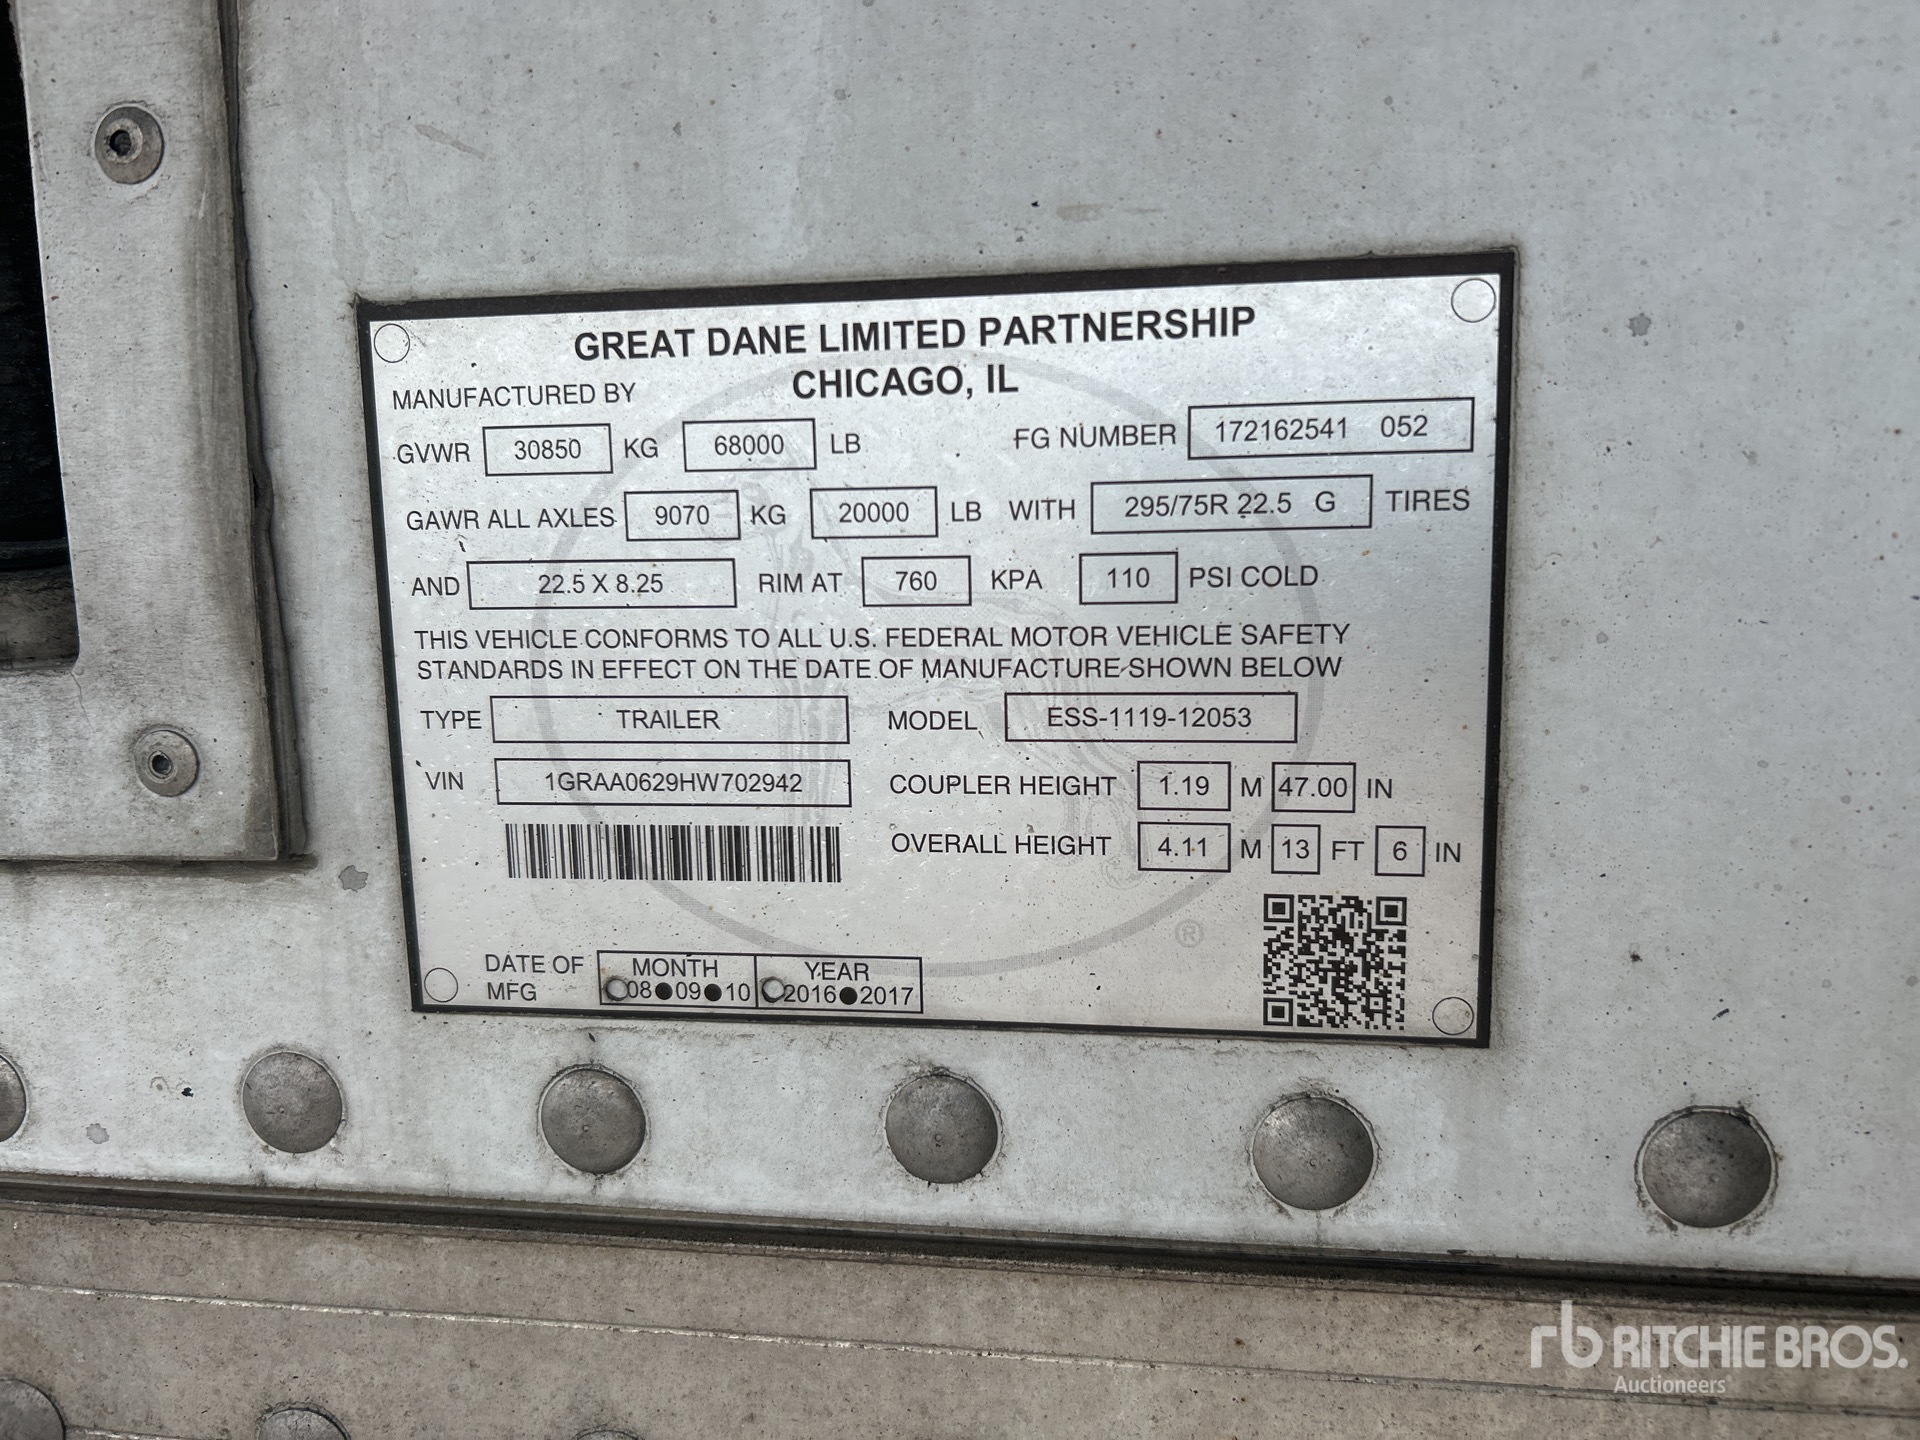 GREAT DANE LIMITED PARTNERSHIP
MANUFACTURED BY CHICAGO, IL
GVWR 30850 KG 68000 LB FG NUMBER 172162541 052
GAWR ALL AXLES 9070 KG 20000 LB WITH 295/75R 22.5 G TIRES
AND 22.5 X 8.25 RIM AT 760 KPA 110 PSI COLD
THIS VEHICLE CONFORMS TO ALL U.S. FEDERAL MOTOR VEHICLE SAFETY
STANDARDS IN EFFECT ON THE DATE OF MANUFACTURE SHOWN BELOW
TYPE TRAILER MODEL ESS-1119-12053
VIN 1GRAA0629HW702942 COUPLER HEIGHT 1.19 M 47.00 IN
OVERALL HEIGHT 4.11 M 13 FT 6 IN
®
DATE OF MFG MONTH YEAR
08●09●10 2016●2017
rb RITCHIE BROS.
Auctioneers